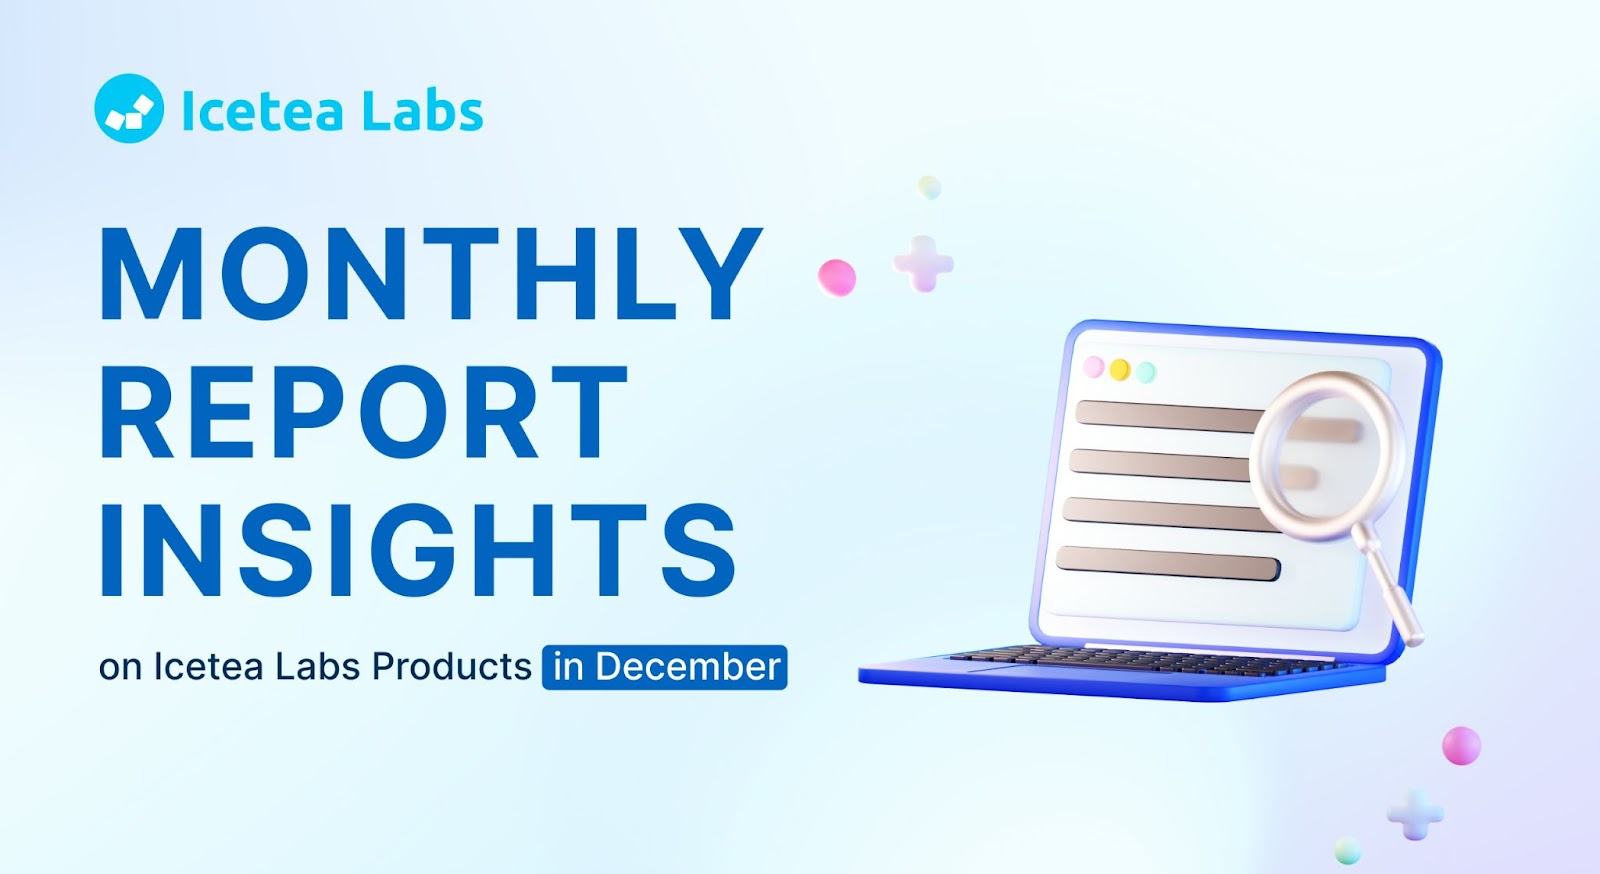 Icetea Labs
MONTHLY
REPORT
INSIGHTS
on Icetea Labs Products in December